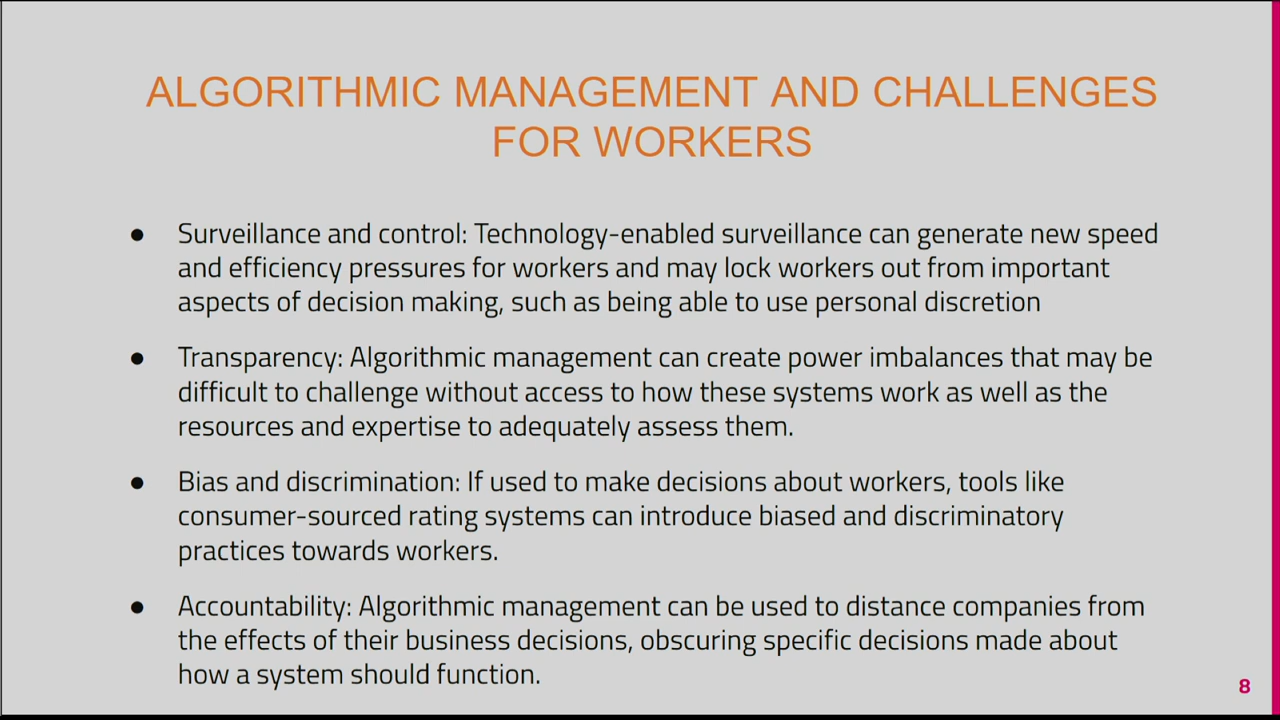 ALGORITHMIC MANAGEMENT AND CHALLENGES
FOR WORKERS
● Surveillance and control: Technology-enabled surveillance can generate new speed
and efficiency pressures for workers and may lock workers out from important
aspects of decision making, such as being able to use personal discretion
● Transparency: Algorithmic management can create power imbalances that may be
difficult to challenge without access to how these systems work as well as the
resources and expertise to adequately assess them.
● Bias and discrimination: If used to make decisions about workers, tools like
consumer-sourced rating systems can introduce biased and discriminatory
practices towards workers.
● Accountability: Algorithmic management can be used to distance companies from
the effects of their business decisions, obscuring specific decisions made about
how a system should function.
8